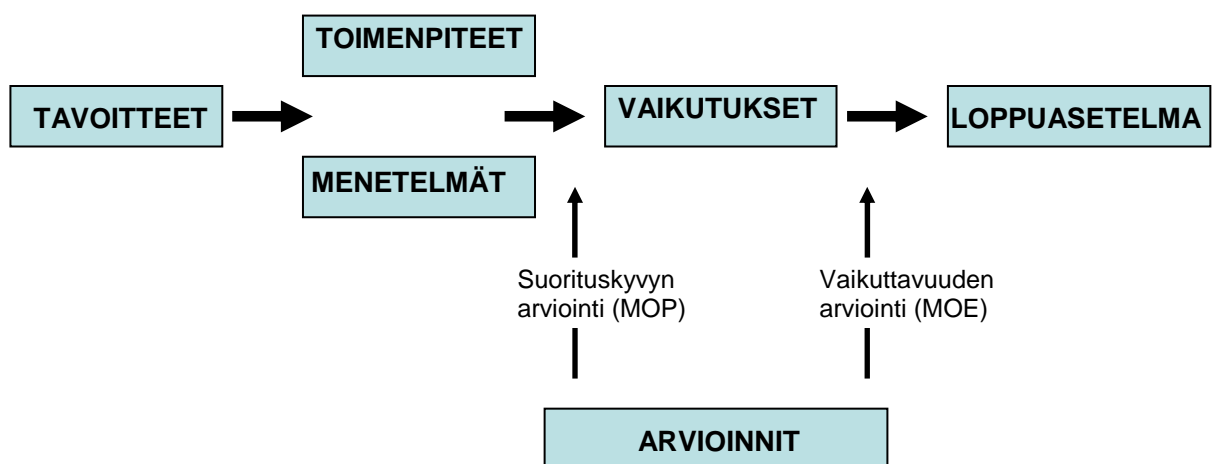 TOIMENPITEET
TAVOITTEET
VAIKUTUKSET
LOPPUASETELMA
MENETELMÄT
Suorituskyvyn
arviointi (MOP)
Vaikuttavuuden
arviointi (MOE)
ARVIOINNIT